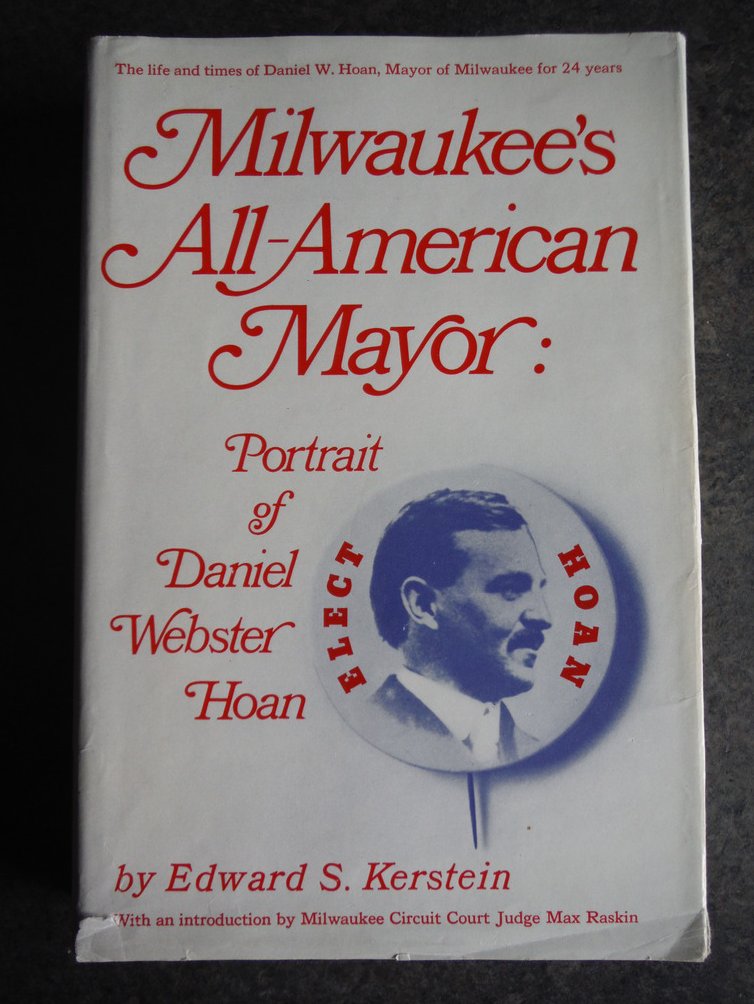 The life and times of Daniel W. Hoan, Mayor of Milwaukee for 24 years
Milwaukee's
All-American
Mayor:
Portrait
of
Daniel
Webster
Hoan
ELECT
HOAN
by Edward S. Kerstein
With an introduction by Milwaukee Circuit Court Judge Max Raskin